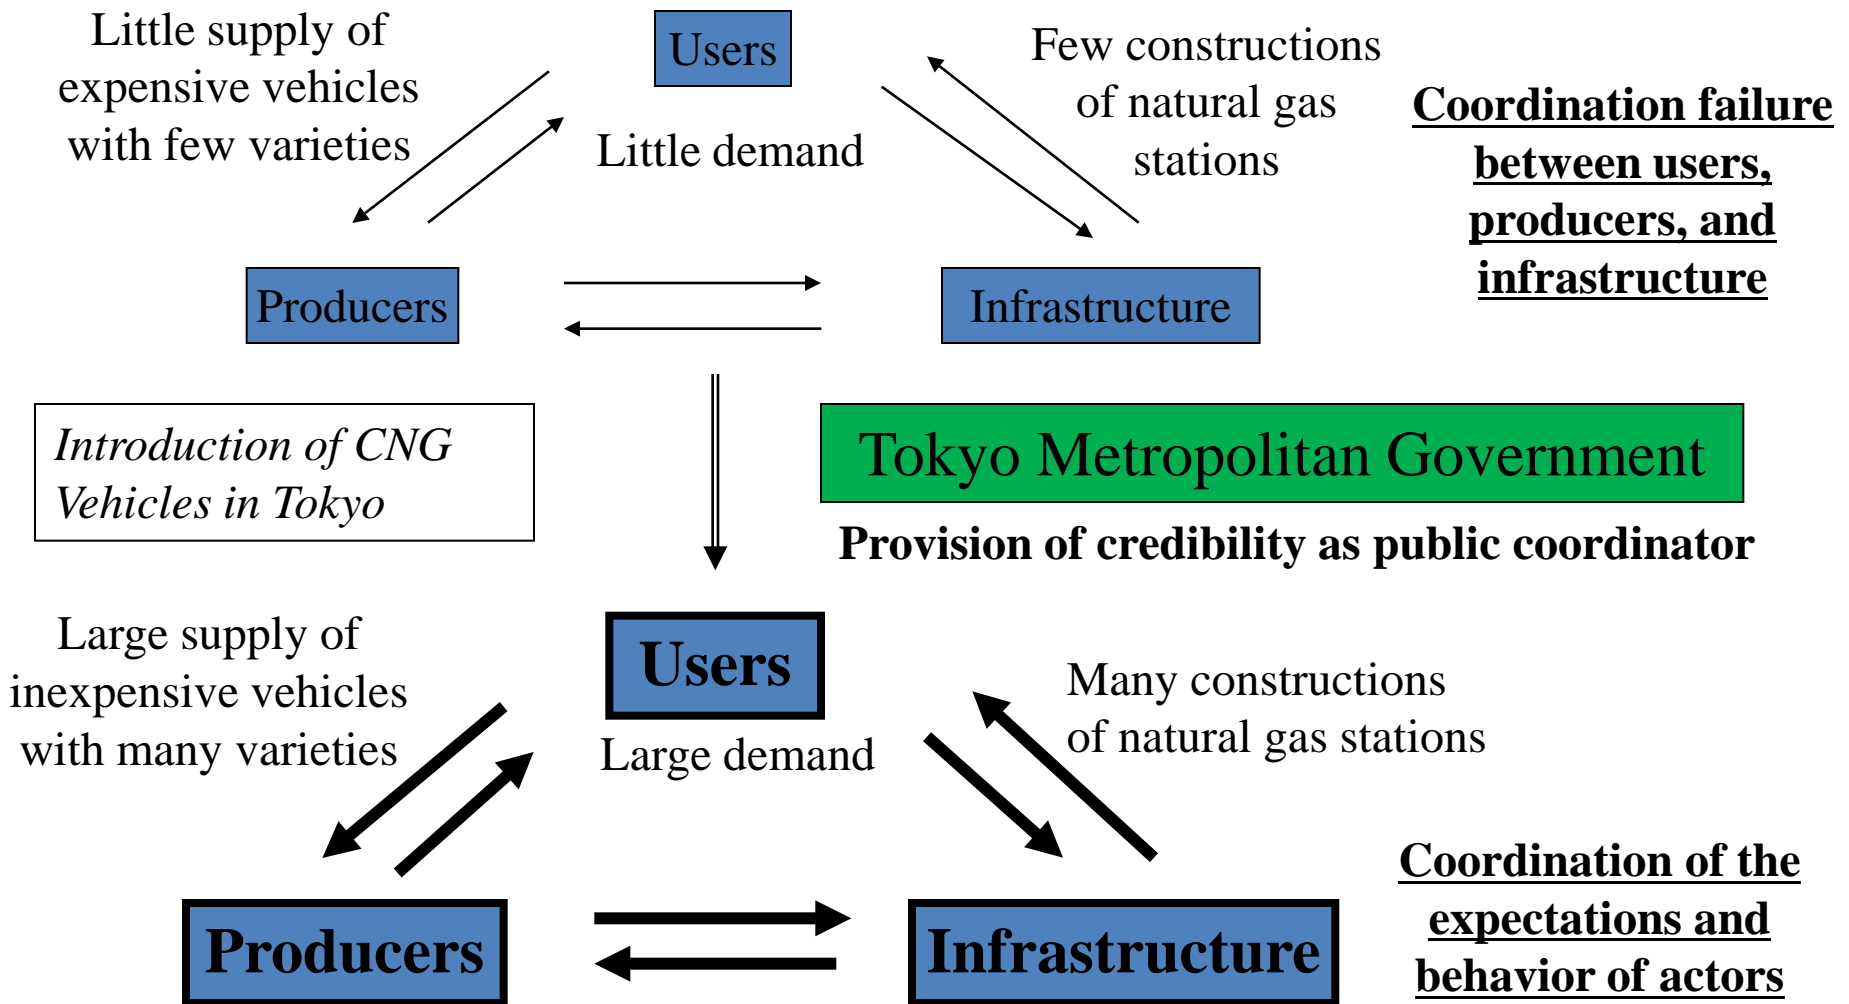 Little supply of
expensive vehicles
with few varieties
Users
Little demand
Few constructions
of natural gas
stations
Coordination failure
between users,
producers, and
infrastructure
Producers
Infrastructure
Introduction of CNG
Vehicles in Tokyo
Tokyo Metropolitan Government
Provision of credibility as public coordinator
Large supply of
inexpensive vehicles
with many varieties
Users
Large demand
Many constructions
of natural gas stations
Producers
Infrastructure
Coordination of the
expectations and
behavior of actors